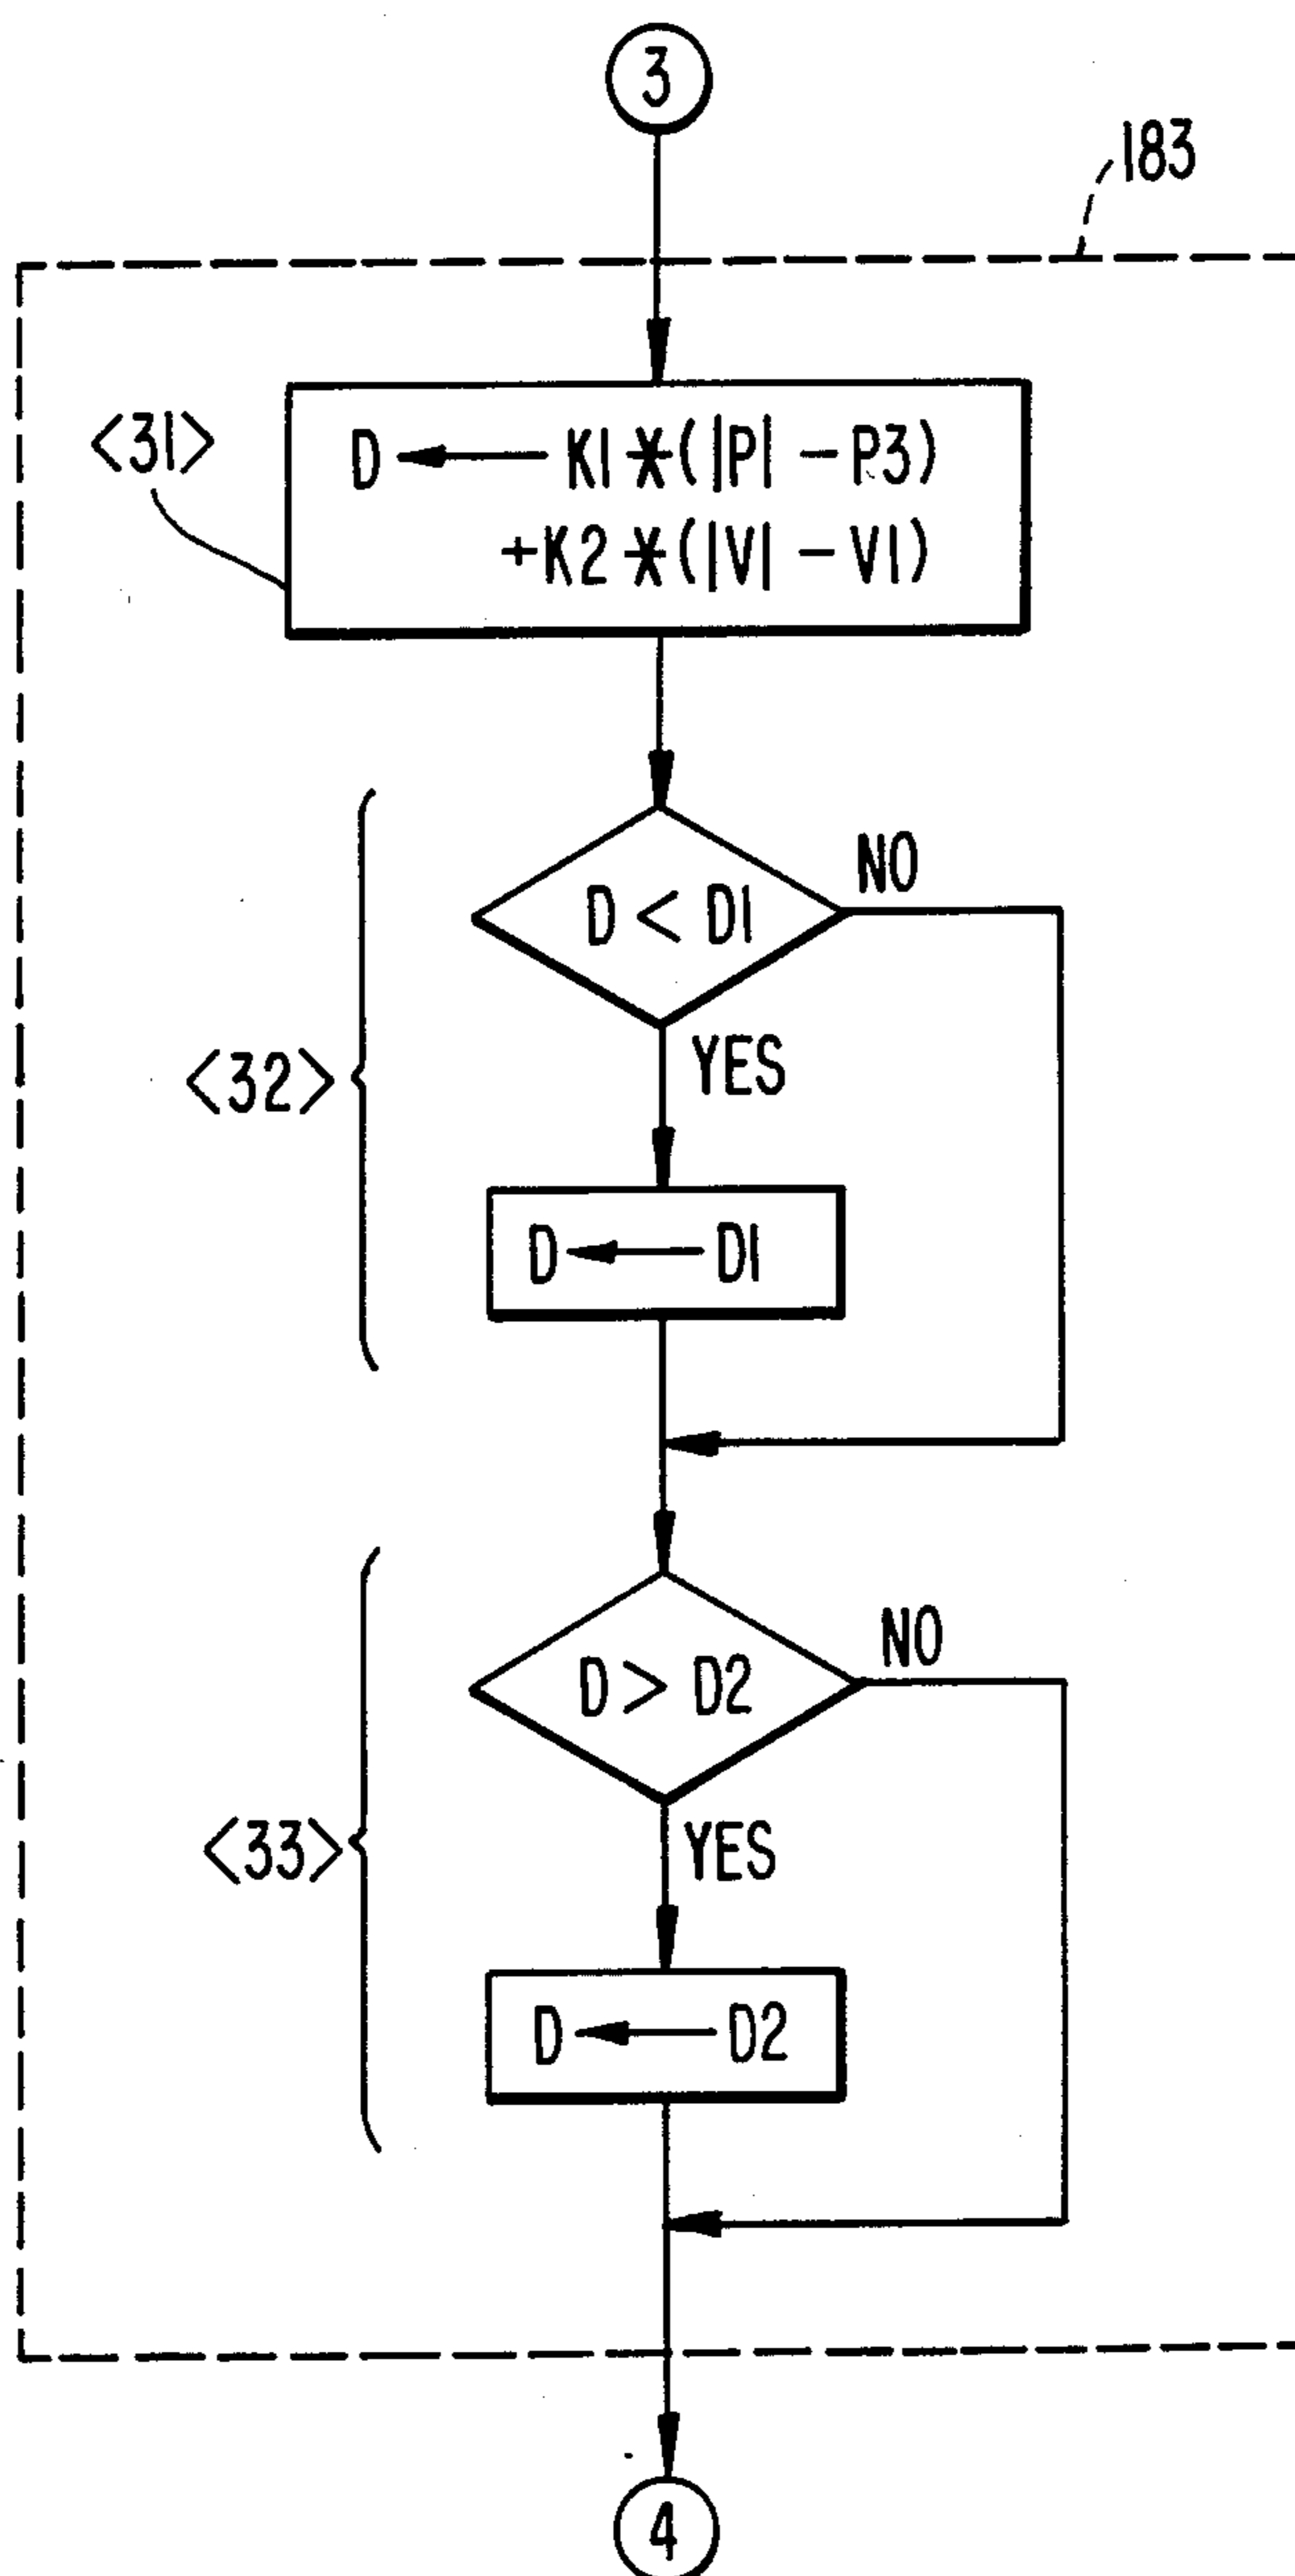 3
183
<31>
D ← K1 * (|P| - P3)
+K2 * (|V| - V1)
D < D1
NO
<32>
YES
D ← D1
D > D2
NO
<33>
YES
D ← D2
4